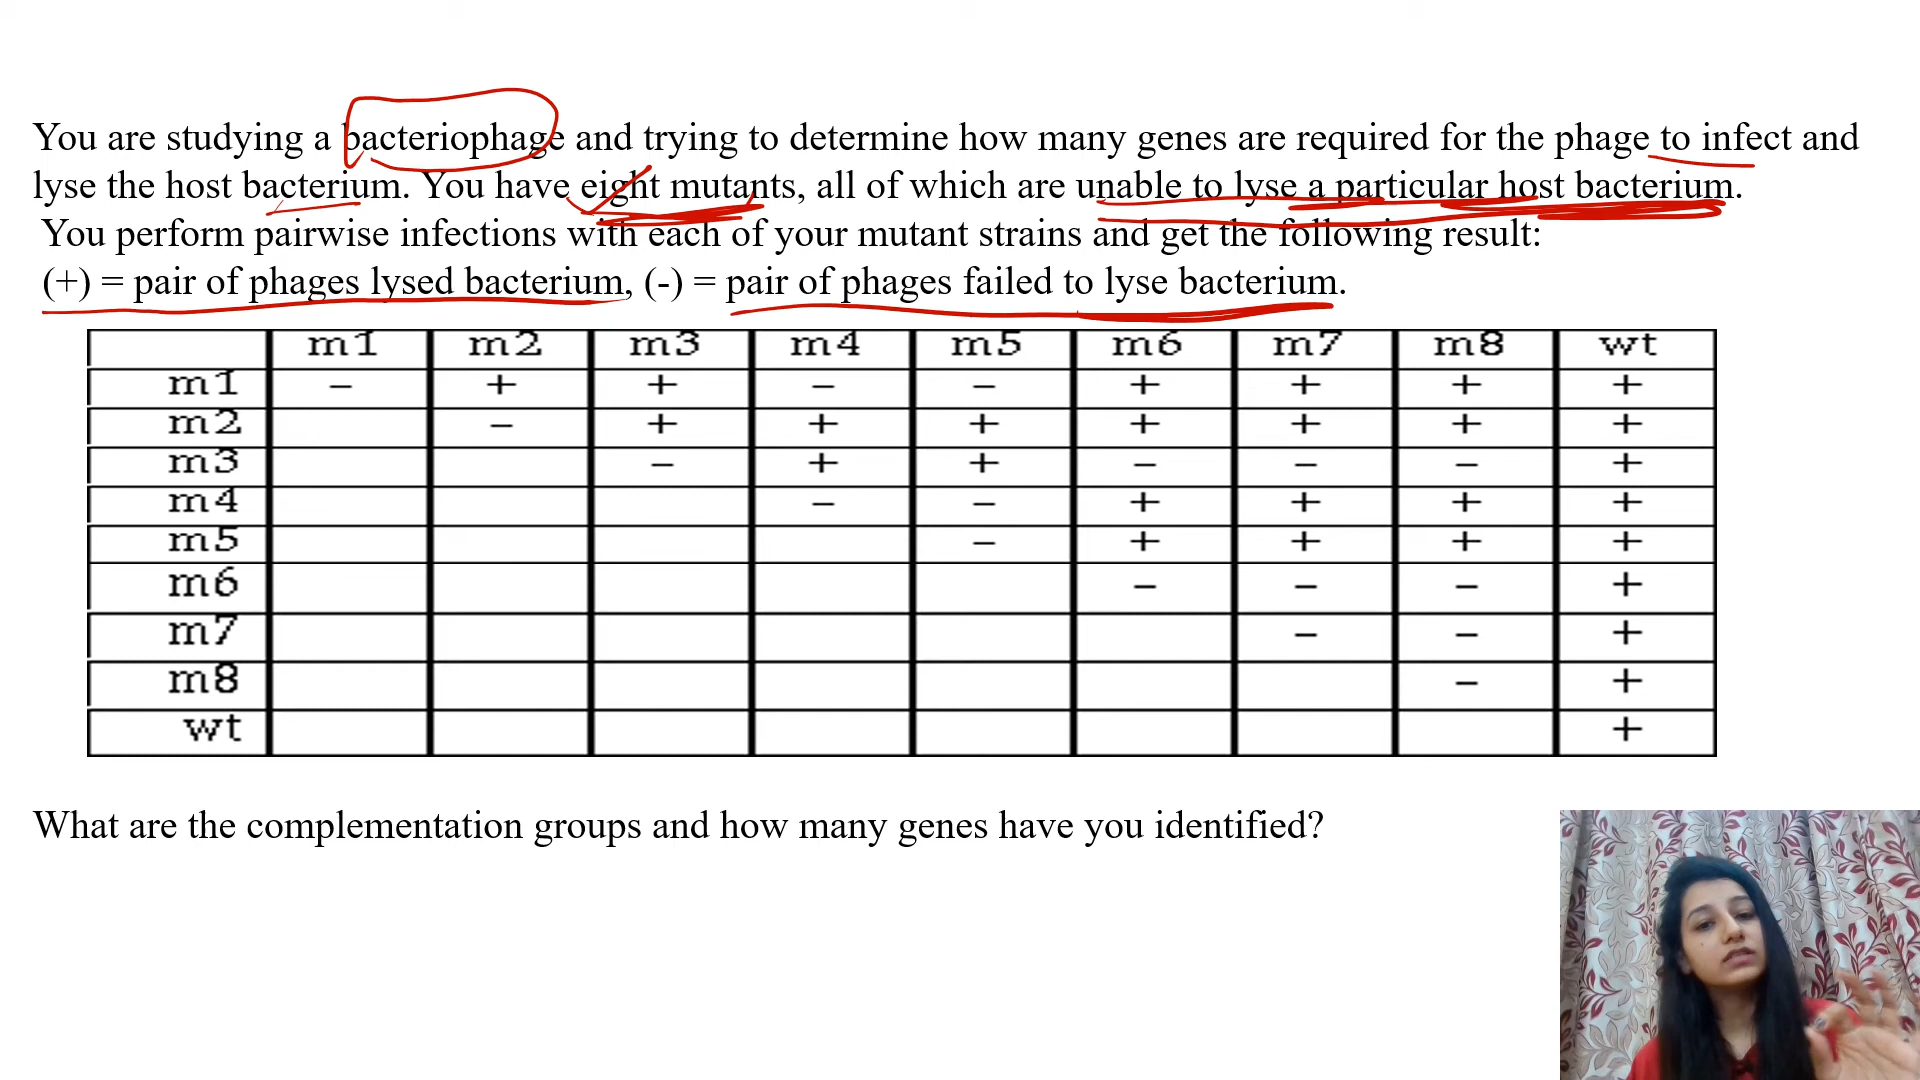 You are studying a bacteriophage and trying to determine how many genes are required for the phage to infect and
lyse the host bacterium. You have eight mutants, all of which are unable to lyse a particular host bacterium.
You perform pairwise infections with each of your mutant strains and get the following result:
(+) = pair of phages lysed bacterium, (-) = pair of phages failed to lyse bacterium.
m1 m2 m3 m4 m5 m6 m7 m8 wt
m1 − + + − − + + + +
m2 − + + + + + + +
m3 − + + − − − +
m4 − − + + + +
m5 − + + + +
m6 − − − +
m7 − − +
m8 − +
wt +
What are the complementation groups and how many genes have you identified?